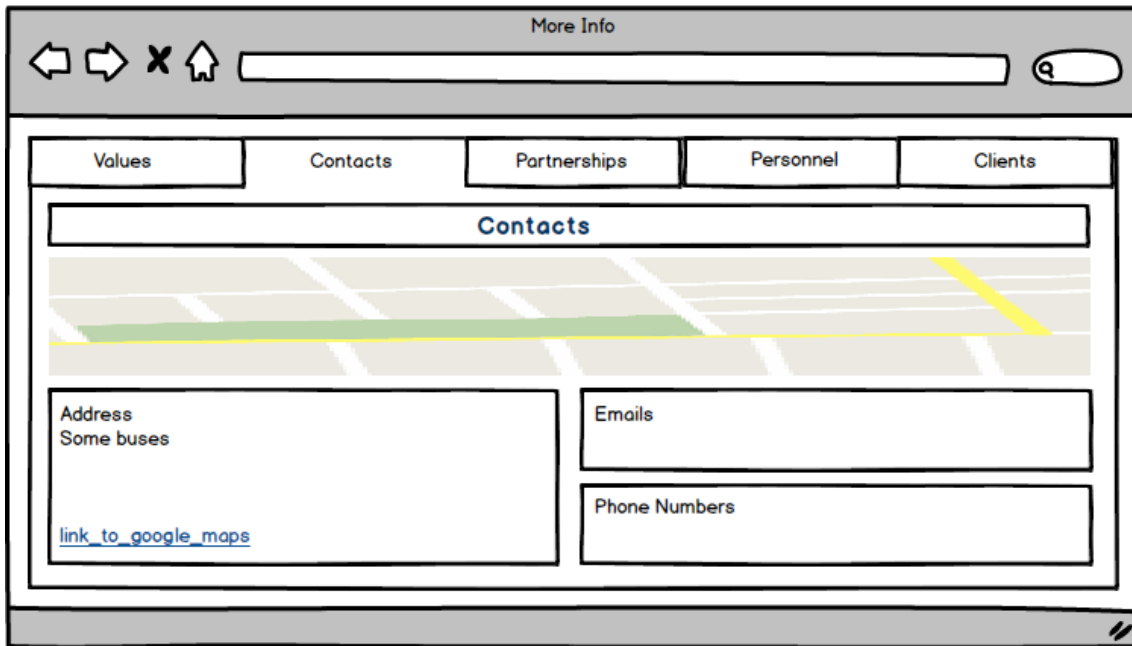 More Info
Values Contacts Partnerships Personnel Clients
Contacts
Address
Some buses
link_to_google_maps
Emails
Phone Numbers